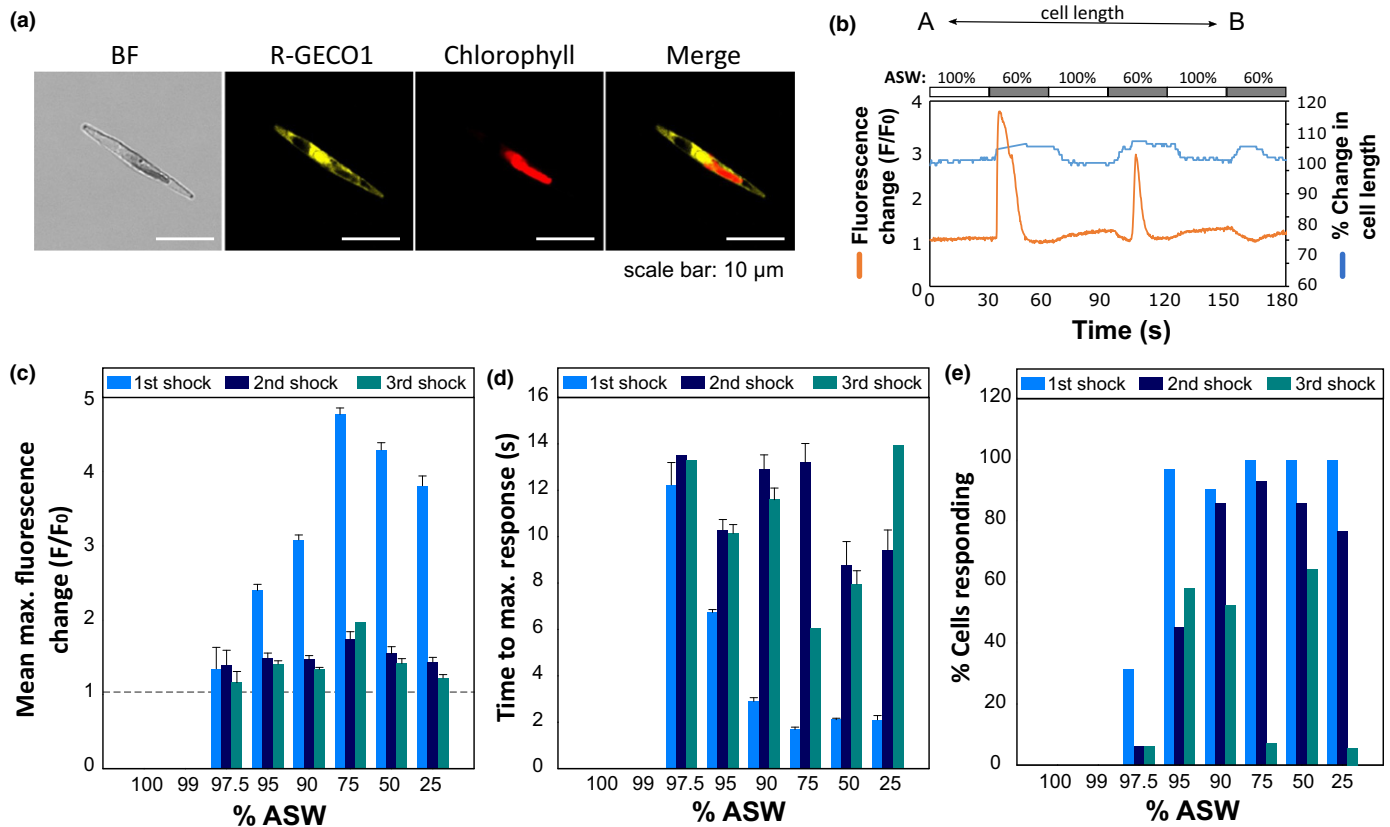 (a)
BF R-GECO1 Chlorophyll Merge
scale bar: 10 µm
(b)
A cell length B
ASW: 100% 60% 100% 60% 100% 60%
Fluorescence
change (F/F0)
4
3
2
1
0
120
110
100
90
80
70
60
% Change in
cell length
0 30 60 90 120 150 180
Time (s)
(c)
1st shock 2nd shock 3rd shock
Mean max. fluorescence
change (F/F0)
5
4
3
2
1
0
100 99 97.5 95 90 75 50 25
% ASW
(d)
1st shock 2nd shock 3rd shock
Time to max. response (s)
16
14
12
10
8
6
4
2
0
100 99 97.5 95 90 75 50 25
% ASW
(e)
1st shock 2nd shock 3rd shock
% Cells responding
120
100
80
60
40
20
0
100 99 97.5 95 90 75 50 25
% ASW